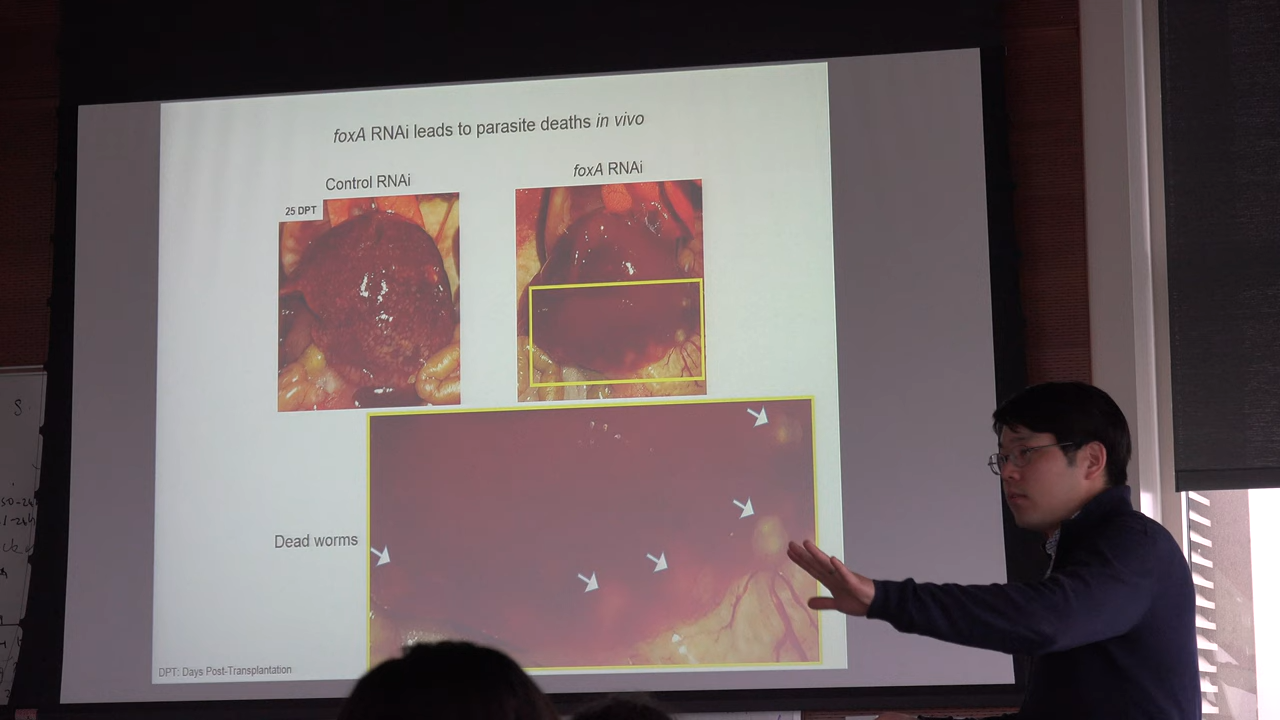 foxA RNAi leads to parasite deaths in vivo
Control RNAi
foxA RNAi
25 DPT
Dead worms
DPT: Days Post-Transplantation